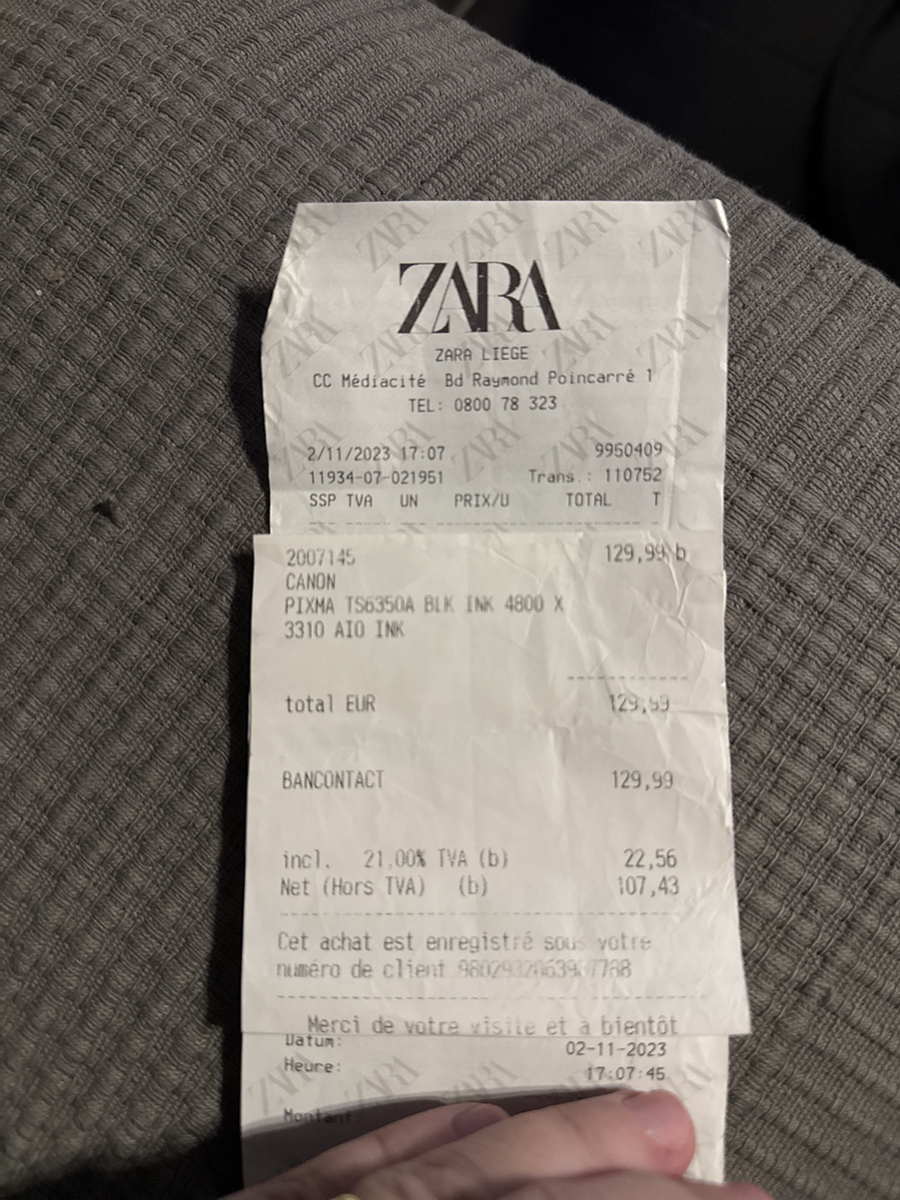 ZARA
ZARA LIEGE
CC Médiacité Bd Raymond Poincarré 1
TEL: 0800 78 323
2/11/2023 17:07 9950409
11934-07-021951 Trans.: 110752
SSP TVA UN PRIX/U TOTAL T
2007145 129,99 b
CANON
PIXMA TS6350A BLK INK 4800 X
3310 AIO INK
total EUR 129,99
BANCONTACT 129,99
incl. 21.00% TVA (b) 22,56
Net (Hors TVA) (b) 107,43
Cet achat est enregistré sous votre
numéro de client
Merci de votre visite et à bientôt
Datum: 02-11-2023
Heure: 17:07:45
Montant